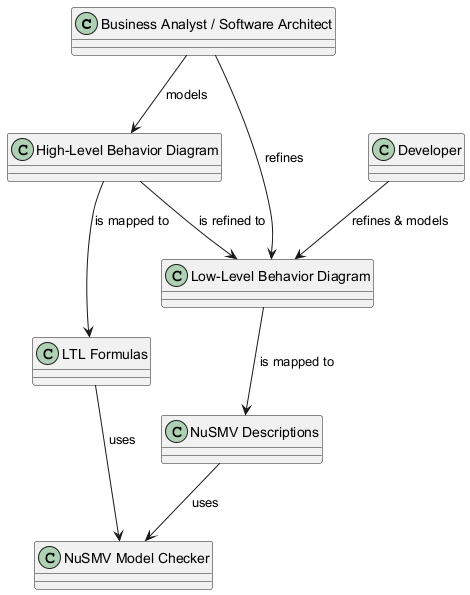 C Business Analyst / Software Architect
models
C High-Level Behavior Diagram
C Developer
refines
is mapped to
is refined to
refines & models
C Low-Level Behavior Diagram
C LTL Formulas
is mapped to
C NuSMV Descriptions
uses
uses
C NuSMV Model Checker